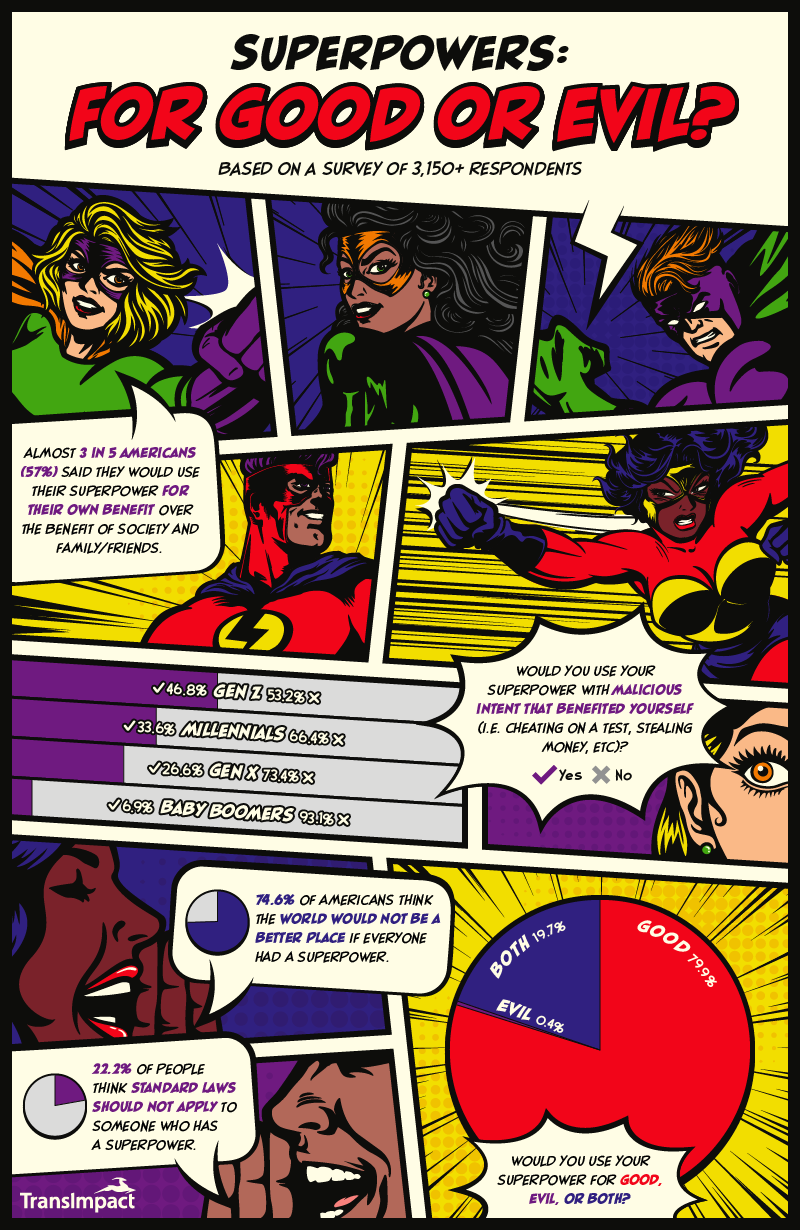 SUPERPOWERS:
FOR GOOD OR EVIL?
BASED ON A SURVEY OF 3,150+ RESPONDENTS
ALMOST 3 IN 5 AMERICANS
(57%) SAID THEY WOULD USE
THEIR SUPERPOWER FOR
THEIR OWN BENEFIT OVER
THE BENEFIT OF SOCIETY AND
FAMILY/FRIENDS.
WOULD YOU USE YOUR
SUPERPOWER WITH MALICIOUS
INTENT THAT BENEFITED YOURSELF
(I.E. CHEATING ON A TEST, STEALING
MONEY, ETC)?
✓ Yes ✕ No
✓46.8% GEN Z 53.2%✕
✓33.6% MILLENNIALS 66.4%✕
✓26.6% GEN X 73.4%✕
✓6.9% BABY BOOMERS 93.1%✕
74.6% OF AMERICANS THINK
THE WORLD WOULD NOT BE A
BETTER PLACE IF EVERYONE
HAD A SUPERPOWER.
22.2% OF PEOPLE
THINK STANDARD LAWS
SHOULD NOT APPLY TO
SOMEONE WHO HAS
A SUPERPOWER.
BOTH 19.7%
GOOD 79.9%
EVIL 0.4%
WOULD YOU USE YOUR
SUPERPOWER FOR GOOD,
EVIL, OR BOTH?
TransImpact